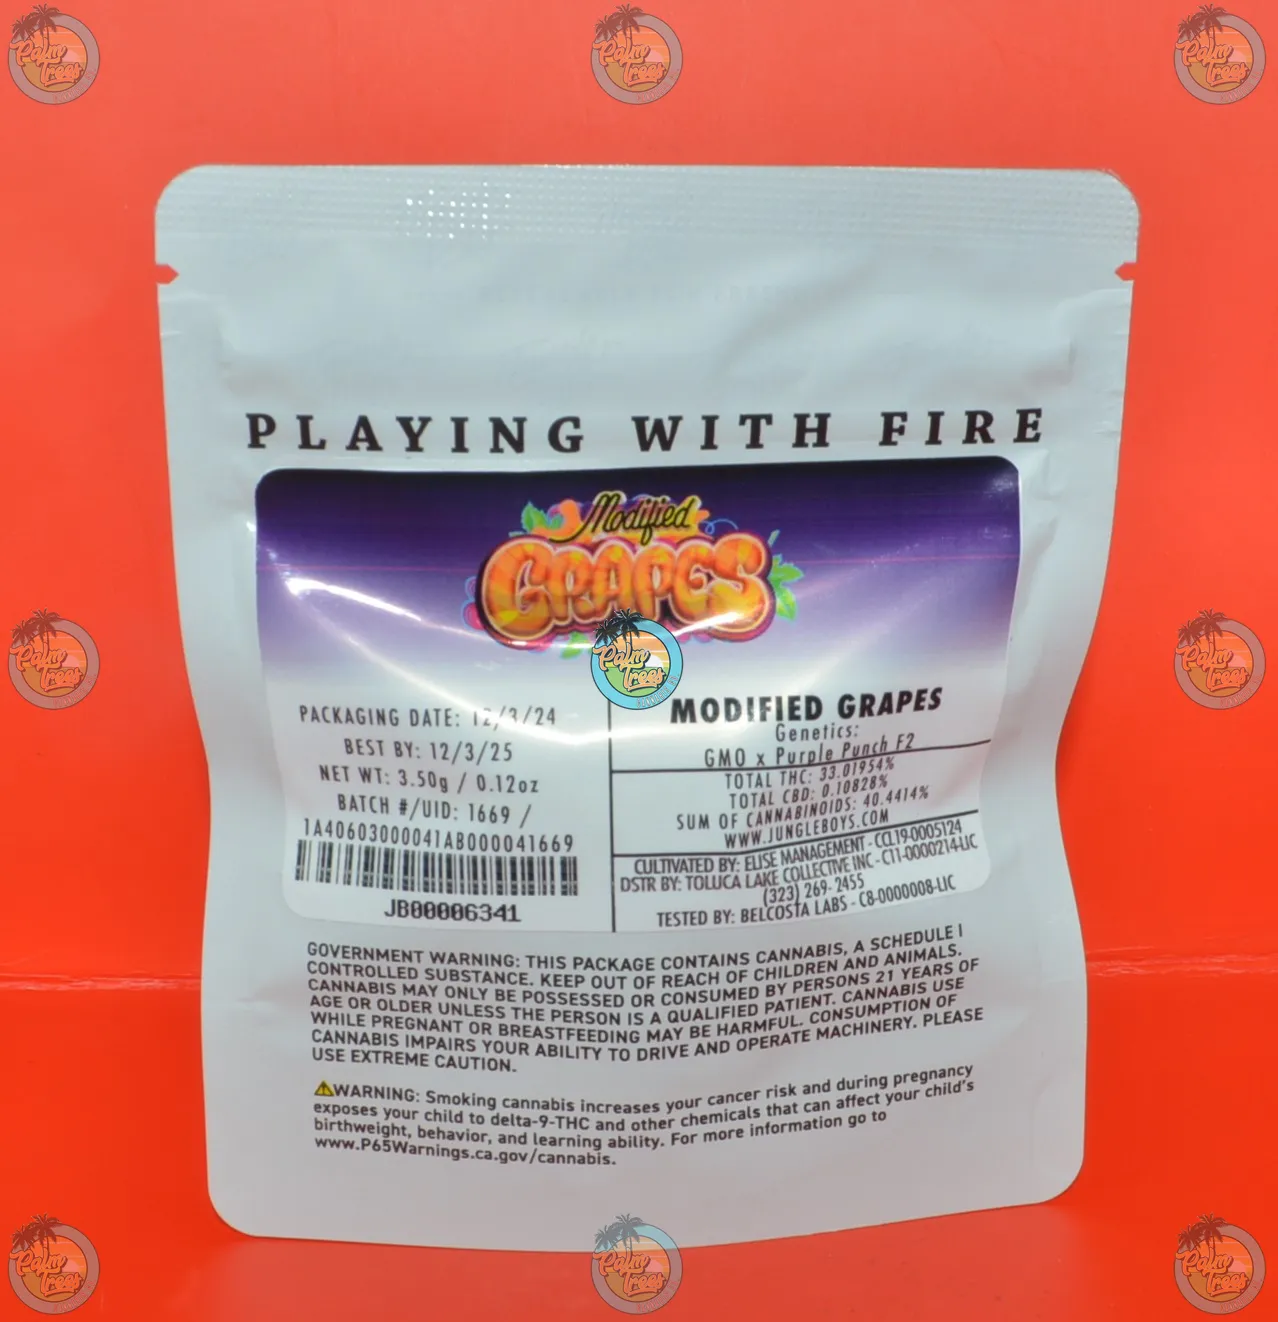 PLAYING WITH FIRE
Modified
GRAPES
PACKAGING DATE: 12/3/24
BEST BY: 12/3/25
NET WT: 3.50g / 0.12oz
BATCH #/UID: 1669 /
1A40603000041AB000041669
JB00006341
MODIFIED GRAPES
Genetics:
GMO x Purple Punch F2
TOTAL THC: 33.01954%
TOTAL CBD: 0.10828%
SUM OF CANNABINOIDS: 40.4414%
WWW.JUNGLEBOYS.COM
CULTIVATED BY: ELISE MANAGEMENT - CCL19-0005124
DSTR BY: TOLUCA LAKE COLLECTIVE INC - C11-0000214-LIC
(323) 269- 2455
TESTED BY: BELCOSTA LABS - C8-0000008-LIC
GOVERNMENT WARNING: THIS PACKAGE CONTAINS CANNABIS, A SCHEDULE I
CONTROLLED SUBSTANCE. KEEP OUT OF REACH OF CHILDREN AND ANIMALS.
CANNABIS MAY ONLY BE POSSESSED OR CONSUMED BY PERSONS 21 YEARS OF
AGE OR OLDER UNLESS THE PERSON IS A QUALIFIED PATIENT. CANNABIS USE
WHILE PREGNANT OR BREASTFEEDING MAY BE HARMFUL. CONSUMPTION OF
CANNABIS IMPAIRS YOUR ABILITY TO DRIVE AND OPERATE MACHINERY. PLEASE
USE EXTREME CAUTION.
WARNING: Smoking cannabis increases your cancer risk and during pregnancy
exposes your child to delta-9-THC and other chemicals that can affect your child's
birthweight, behavior, and learning ability. For more information go to
www.P65Warnings.ca.gov/cannabis.
Palm
Trees